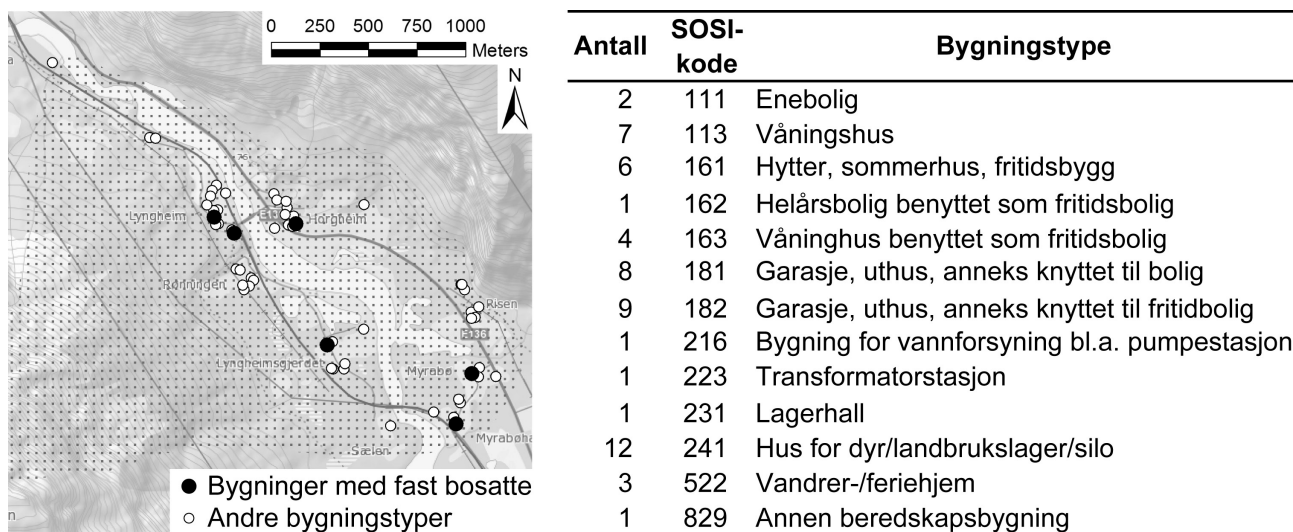 0 250 500 750 1000
Meters
N
76
Lyngheim
E13
Horgheim
Rønningen
Risen
E136
Lyngheimsgjerdet
Myrabø
Myrabøha
Sælen
Bygninger med fast bosatte
Andre bygningstyper
Antall SOSI-kode Bygningstype
2 111 Enebolig
7 113 Våningshus
6 161 Hytter, sommerhus, fritidsbygg
1 162 Helårsbolig benyttet som fritidsbolig
4 163 Våninghus benyttet som fritidsbolig
8 181 Garasje, uthus, anneks knyttet til bolig
9 182 Garasje, uthus, anneks knyttet til fritidbolig
1 216 Bygning for vannforsyning bl.a. pumpestasjon
1 223 Transformatorstasjon
1 231 Lagerhall
12 241 Hus for dyr/landbrukslager/silo
3 522 Vandrer-/feriehjem
1 829 Annen beredskapsbygning